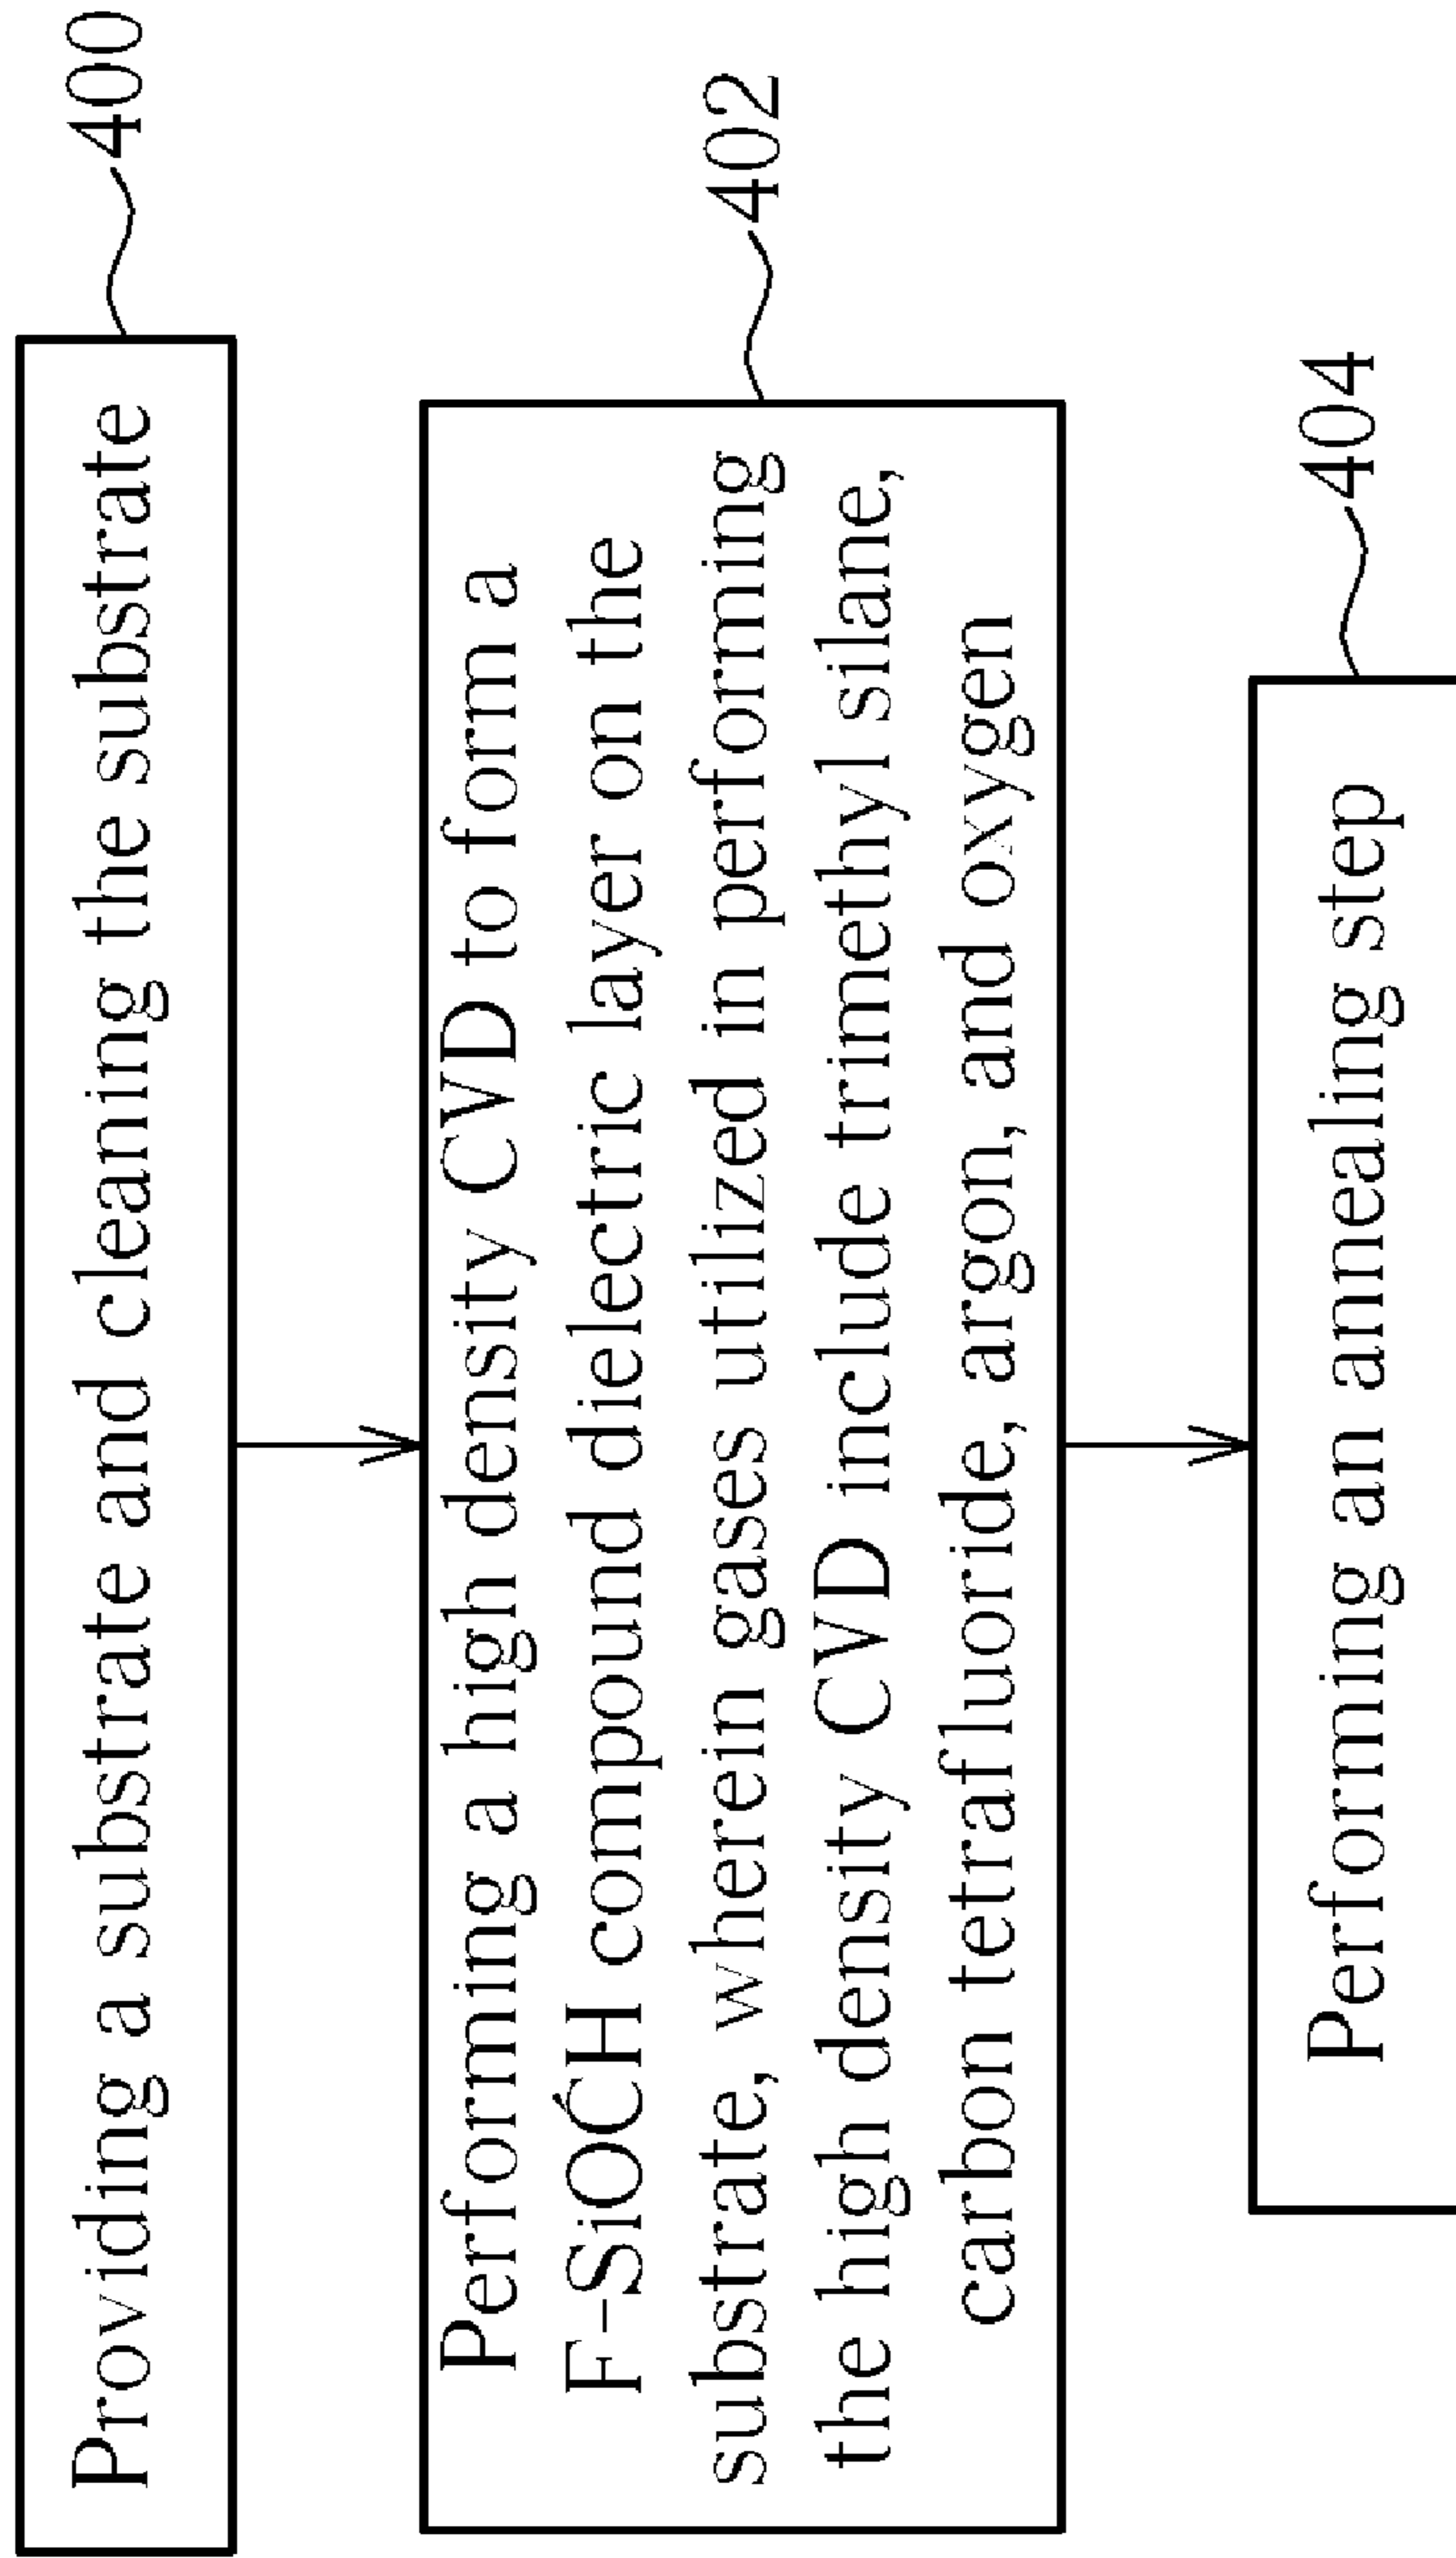 Providing a substrate and cleaning the substrate
400
Performing a high density CVD to form a
F-SiOĆH compound dielectric layer on the
substrate, wherein gases utilized in performing
the high density CVD include trimethyl silane,
carbon tetrafluoride, argon, and oxygen
402
Performing an annealing step
404